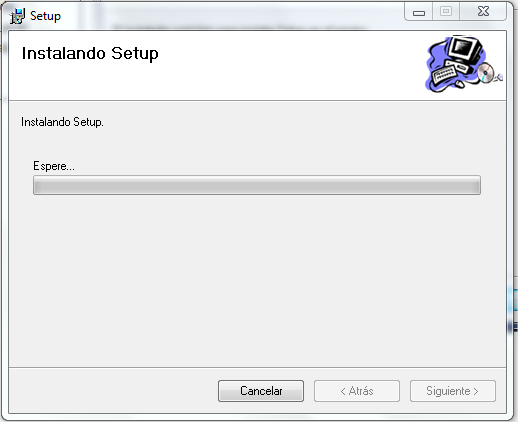 Setup
Instalando Setup
Instalando Setup.
Espere...
Cancelar
< Atrás
Siguiente >